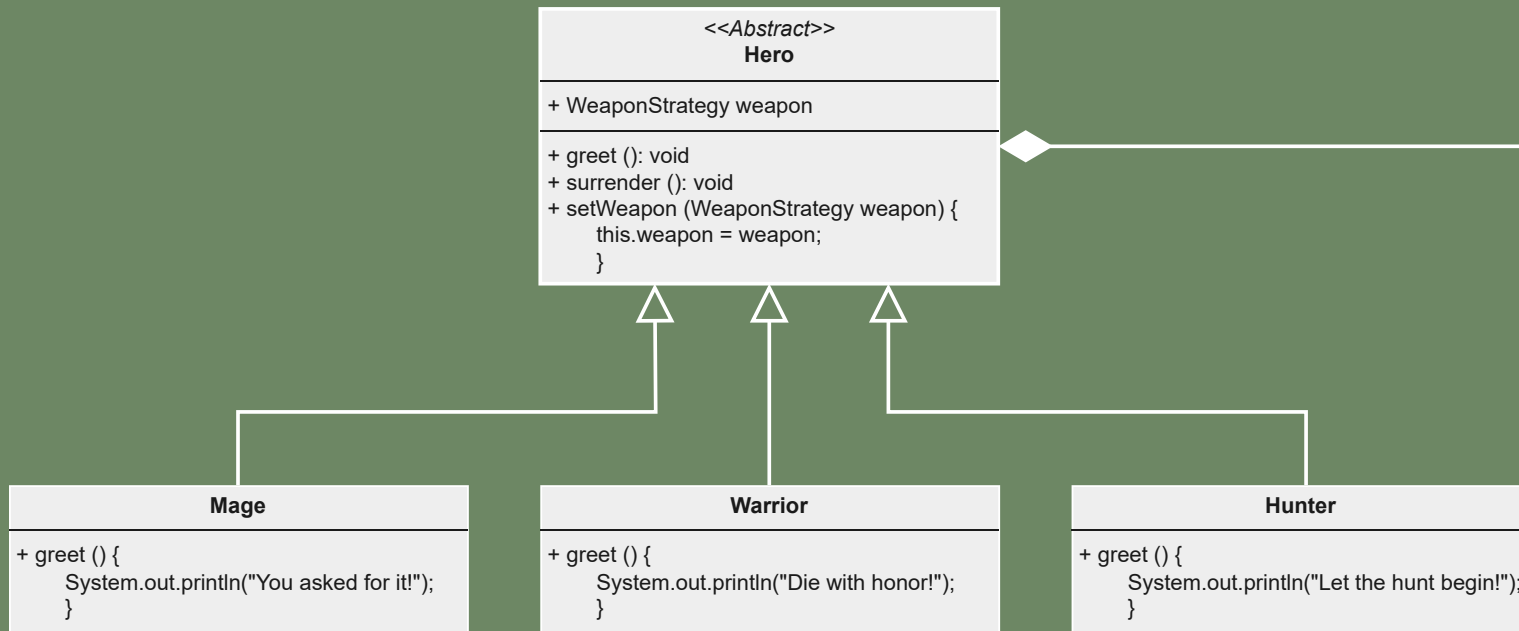 <<Abstract>>
Hero
+ WeaponStrategy weapon
+ greet (): void
+ surrender (): void
+ setWeapon (WeaponStrategy weapon) {
this.weapon = weapon;
}
Mage
+ greet () {
System.out.println("You asked for it!");
}
Warrior
+ greet () {
System.out.println("Die with honor!");
}
Hunter
+ greet () {
System.out.println("Let the hunt begin!");
}